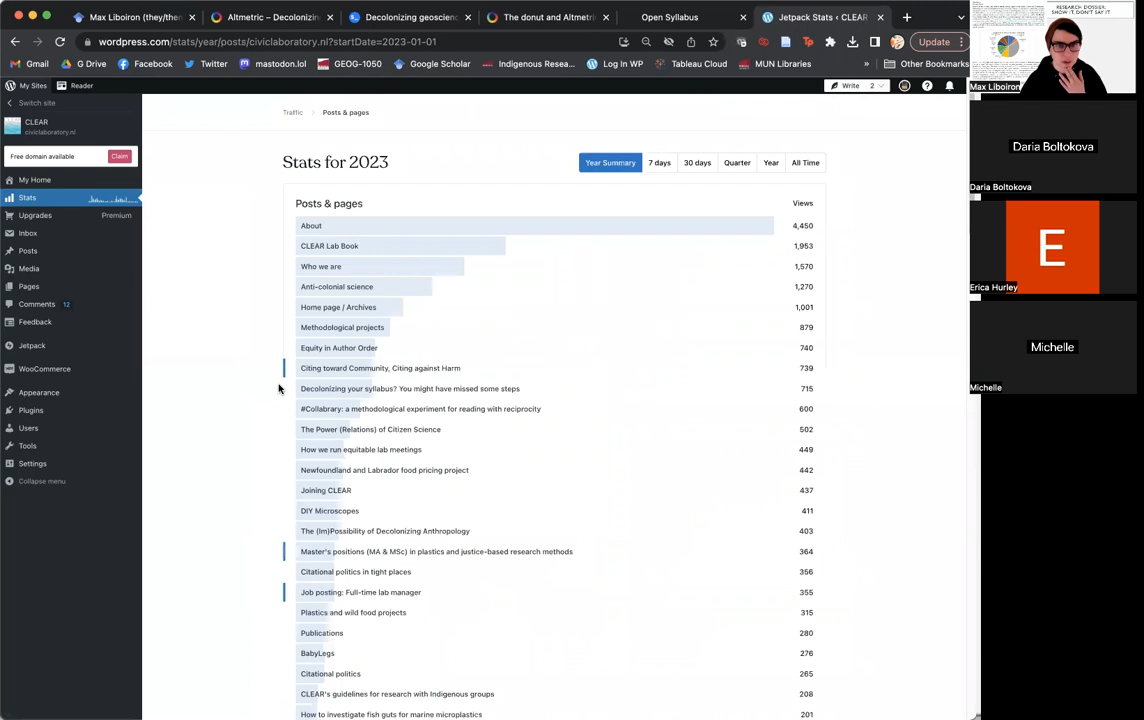 Max Liboiron (they/then
Altmetric – Decolonizin
Decolonizing geoscienc
The donut and Altmetri
Open Syllabus
Jetpack Stats ‹ CLEAR
wordpress.com/stats/year/posts/civiclaboratory.nl?startDate=2023-01-01
Update
Gmail
G Drive
Facebook
Twitter
mastodon.lol
GEOG
Google Scholar
Indigenous Resea...
Log In WP
Tableau Cloud
MUN Libraries
»
Other Bookmarks
My Sites
Reader
Write
2
Switch site
CLEAR
civiclaboratory.nl
Free domain available
Claim
My Home
Stats
Upgrades
Premium
Inbox
Posts
Media
Pages
Comments
12
Feedback
Jetpack
WooCommerce
Appearance
Plugins
Users
Tools
Settings
Collapse menu
Traffic
Posts & pages
Stats for 2023
Year Summary
7 days
30 days
Quarter
Year
All Time
Posts & pages
Views
About 4,450
CLEAR Lab Book 1,953
Who we are 1,570
Anti-colonial science 1,270
Home page / Archives 1,001
Methodological projects 879
Equity in Author Order 740
Citing toward Community, Citing against Harm 739
Decolonizing your syllabus? You might have missed some steps 715
#Collabrary: a methodological experiment for reading with reciprocity 600
The Power (Relations) of Citizen Science 502
How we run equitable lab meetings 449
Newfoundland and Labrador food pricing project 442
Joining CLEAR 437
DIY Microscopes 411
The (Im)Possibility of Decolonizing Anthropology 403
Master's positions (MA & MSc) in plastics and justice-based research methods 364
Citational politics in tight places 356
Job posting: Full-time lab manager 355
Plastics and wild food projects 315
Publications 280
BabyLegs 276
Citational politics 265
CLEAR's guidelines for research with Indigenous groups 208
How to investigate fish guts for marine microplastics 201
RESEARCH DOSSIER,
SHOW IT, DON'T SAY IT
Max Liboiron
Daria Boltokova
Daria Boltokova
E
Erica Hurley
Michelle
Michelle